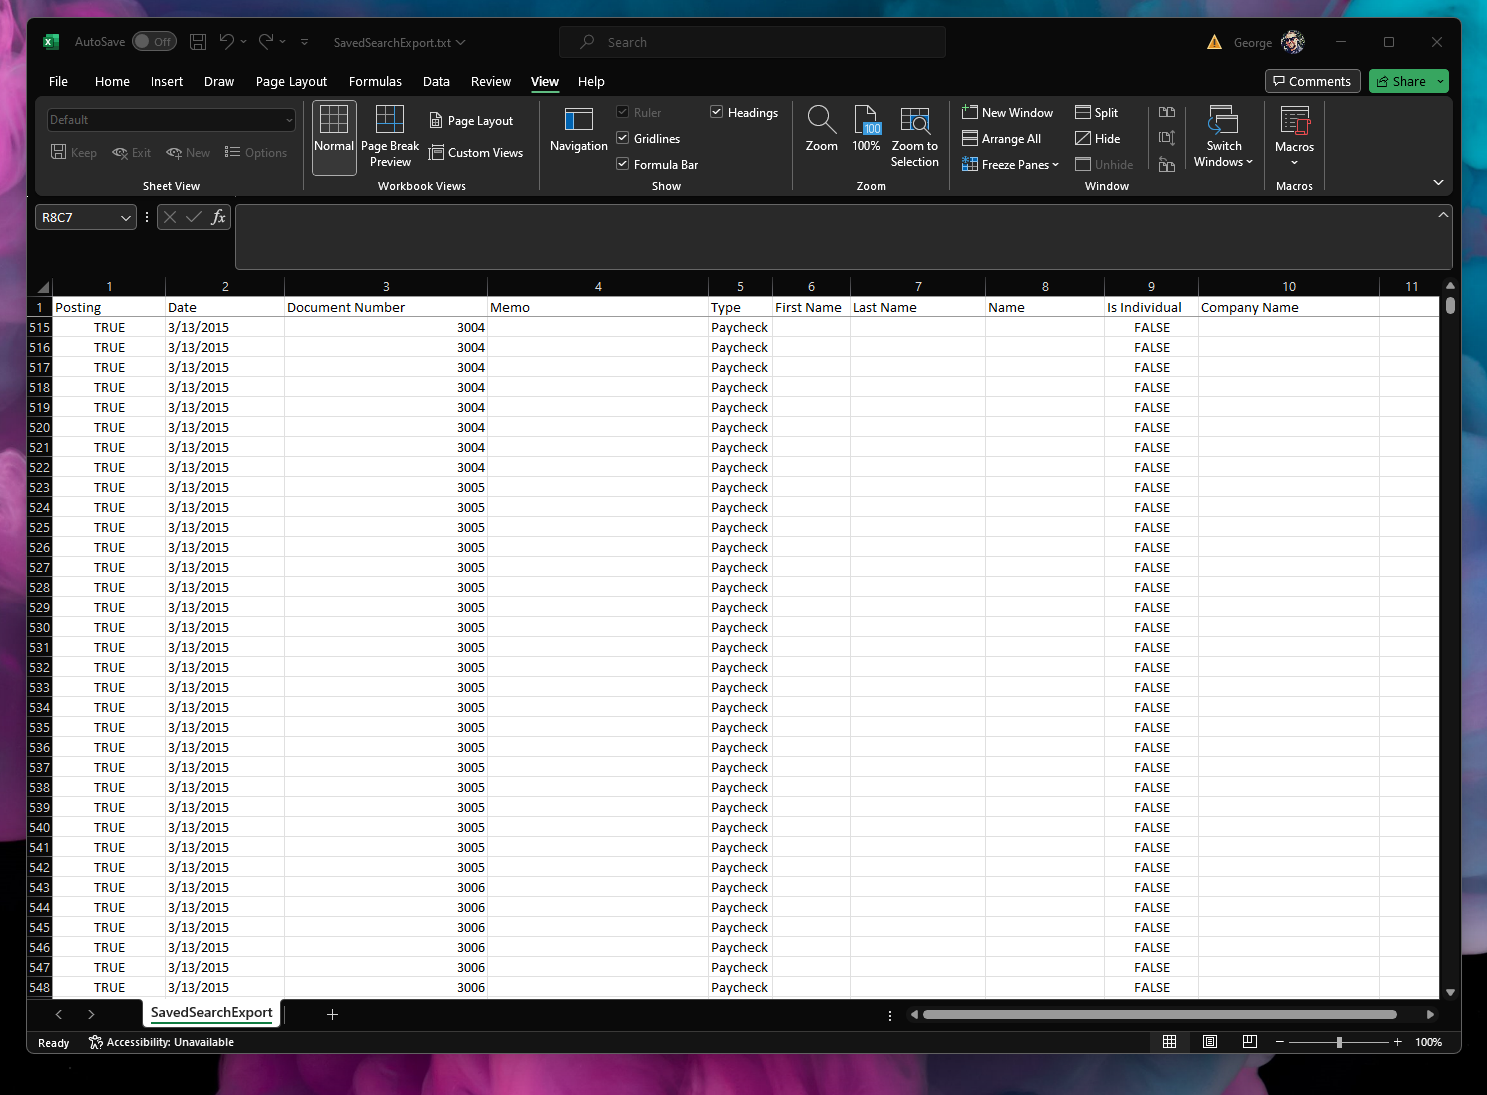 AutoSave Off SavedSearchExport.txt Search George
File Home Insert Draw Page Layout Formulas Data Review View Help Comments Share
Default
Keep Exit New Options
Sheet View
Normal
Page Break Preview
Page Layout
Custom Views
Workbook Views
Navigation
Ruler
Gridlines
Formula Bar
Headings
Show
Zoom
100
100%
Zoom to Selection
Zoom
New Window
Arrange All
Freeze Panes
Split
Hide
Unhide
Switch Windows
Window
Macros
Macros
R8C7 fx
1 2 3 4 5 6 7 8 9 10 11
1 Posting Date Document Number Memo Type First Name Last Name Name Is Individual Company Name
515 TRUE 3/13/2015 3004 Paycheck FALSE
516 TRUE 3/13/2015 3004 Paycheck FALSE
517 TRUE 3/13/2015 3004 Paycheck FALSE
518 TRUE 3/13/2015 3004 Paycheck FALSE
519 TRUE 3/13/2015 3004 Paycheck FALSE
520 TRUE 3/13/2015 3004 Paycheck FALSE
521 TRUE 3/13/2015 3004 Paycheck FALSE
522 TRUE 3/13/2015 3004 Paycheck FALSE
523 TRUE 3/13/2015 3005 Paycheck FALSE
524 TRUE 3/13/2015 3005 Paycheck FALSE
525 TRUE 3/13/2015 3005 Paycheck FALSE
526 TRUE 3/13/2015 3005 Paycheck FALSE
527 TRUE 3/13/2015 3005 Paycheck FALSE
528 TRUE 3/13/2015 3005 Paycheck FALSE
529 TRUE 3/13/2015 3005 Paycheck FALSE
530 TRUE 3/13/2015 3005 Paycheck FALSE
531 TRUE 3/13/2015 3005 Paycheck FALSE
532 TRUE 3/13/2015 3005 Paycheck FALSE
533 TRUE 3/13/2015 3005 Paycheck FALSE
534 TRUE 3/13/2015 3005 Paycheck FALSE
535 TRUE 3/13/2015 3005 Paycheck FALSE
536 TRUE 3/13/2015 3005 Paycheck FALSE
537 TRUE 3/13/2015 3005 Paycheck FALSE
538 TRUE 3/13/2015 3005 Paycheck FALSE
539 TRUE 3/13/2015 3005 Paycheck FALSE
540 TRUE 3/13/2015 3005 Paycheck FALSE
541 TRUE 3/13/2015 3005 Paycheck FALSE
542 TRUE 3/13/2015 3005 Paycheck FALSE
543 TRUE 3/13/2015 3006 Paycheck FALSE
544 TRUE 3/13/2015 3006 Paycheck FALSE
545 TRUE 3/13/2015 3006 Paycheck FALSE
546 TRUE 3/13/2015 3006 Paycheck FALSE
547 TRUE 3/13/2015 3006 Paycheck FALSE
548 TRUE 3/13/2015 3006 Paycheck FALSE
SavedSearchExport
Ready Accessibility: Unavailable 100%